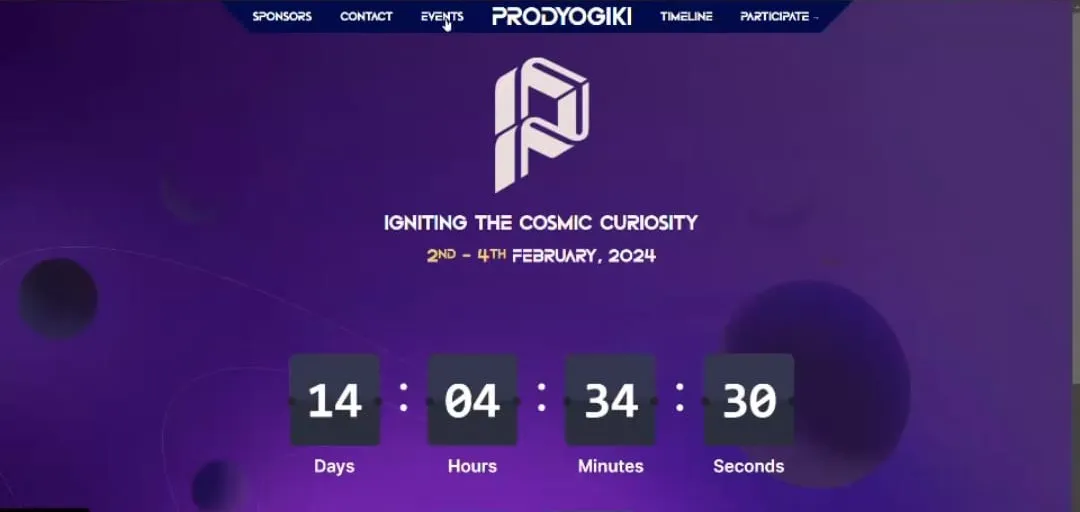 SPONSORS CONTACT EVENTS PRODYOGIKI TIMELINE PARTICIPATE
IGNITING THE COSMIC CURIOSITY
2ND - 4TH FEBRUARY, 2024
14 : 04 : 34 : 30
Days Hours Minutes Seconds